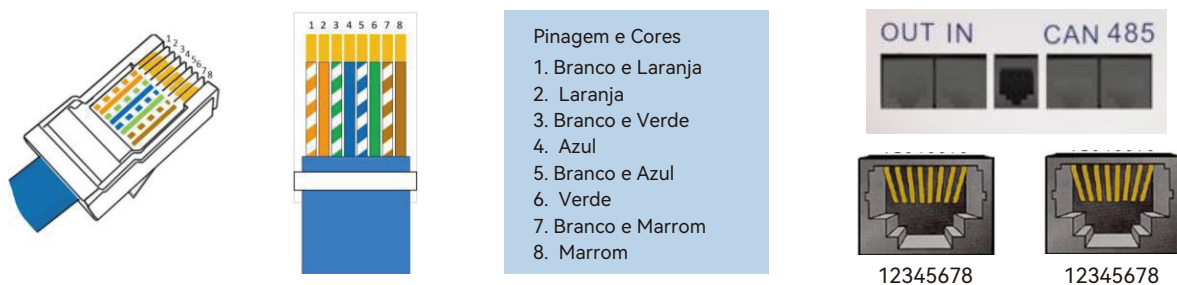 1 2 3 4 5 6 7 8
1 2 3 4 5 6 7 8
Pinagem e Cores
1. Branco e Laranja
2. Laranja
3. Branco e Verde
4. Azul
5. Branco e Azul
6. Verde
7. Branco e Marrom
8. Marrom
OUT IN CAN 485
12345678 12345678